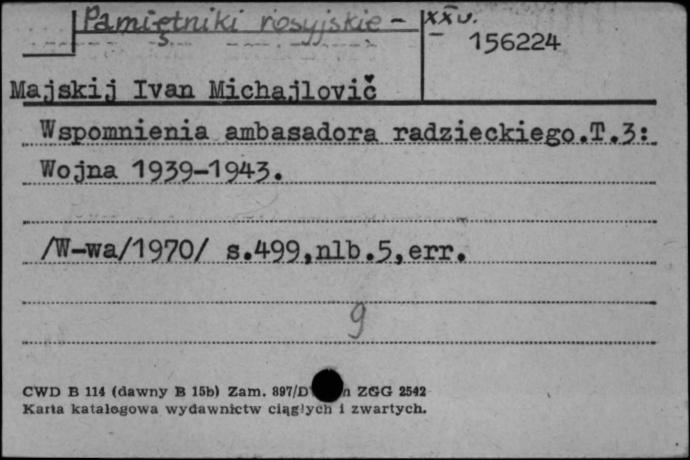 Pamiętniki rosyjskie - XX w.
156224
Majskij Ivan Michajlovič
Wspomnienia ambasadora radzieckiego.T.3:
Wojna 1939-1943.
/W-wa/1970/ s.499,nlb.5,err.
9
CWD B 114 (dawny B 15b) Zam. 897/D ZGG 2542
Karta katalogowa wydawnictw ciągłych i zwartych.